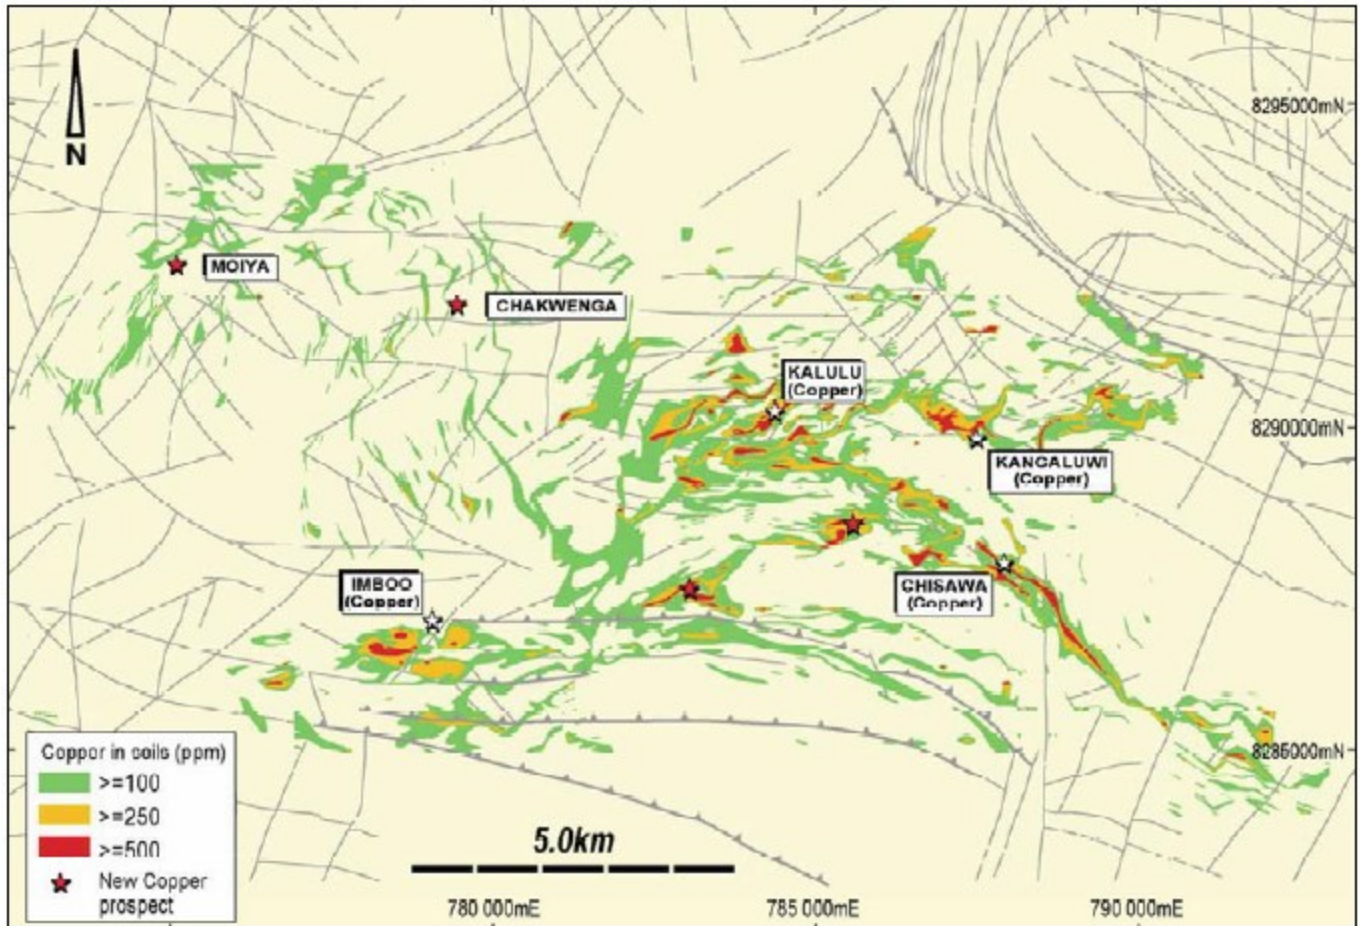 8295000mN
N
MOIYA
CHAKWENGA
KALULU
(Copper)
8290000mN
KANGALUWI
(Copper)
IMBOO
(Copper)
CHISAWA
(Copper)
8285000mN
Copper in soils (ppm)
>=100
>=250
>=500
New Copper
prospect
5.0km
780 000mE
785 000mE
790 000mE